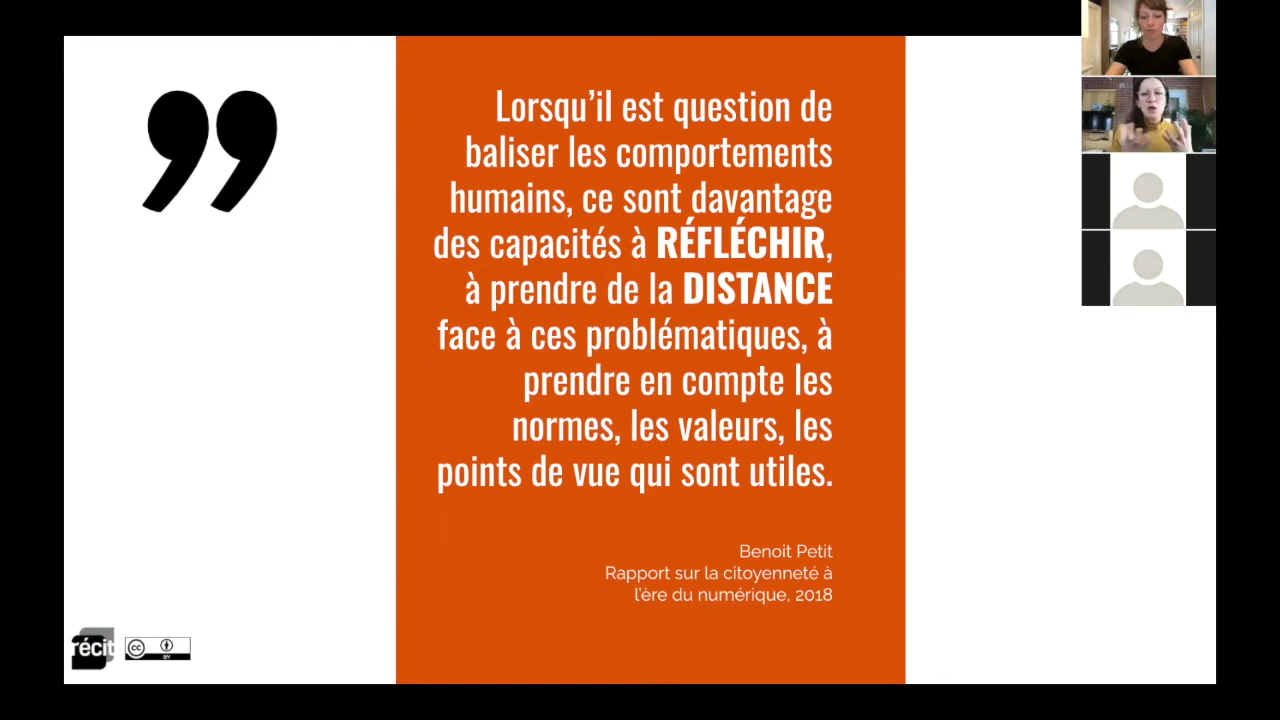 Lorsqu’il est question de
baliser les comportements
humains, ce sont davantage
des capacités à RÉFLÉCHIR,
à prendre de la DISTANCE
face à ces problématiques, à
prendre en compte les
normes, les valeurs, les
points de vue qui sont utiles.
Benoit Petit
Rapport sur la citoyenneté à
l’ère du numérique, 2018
récit
cc
BY